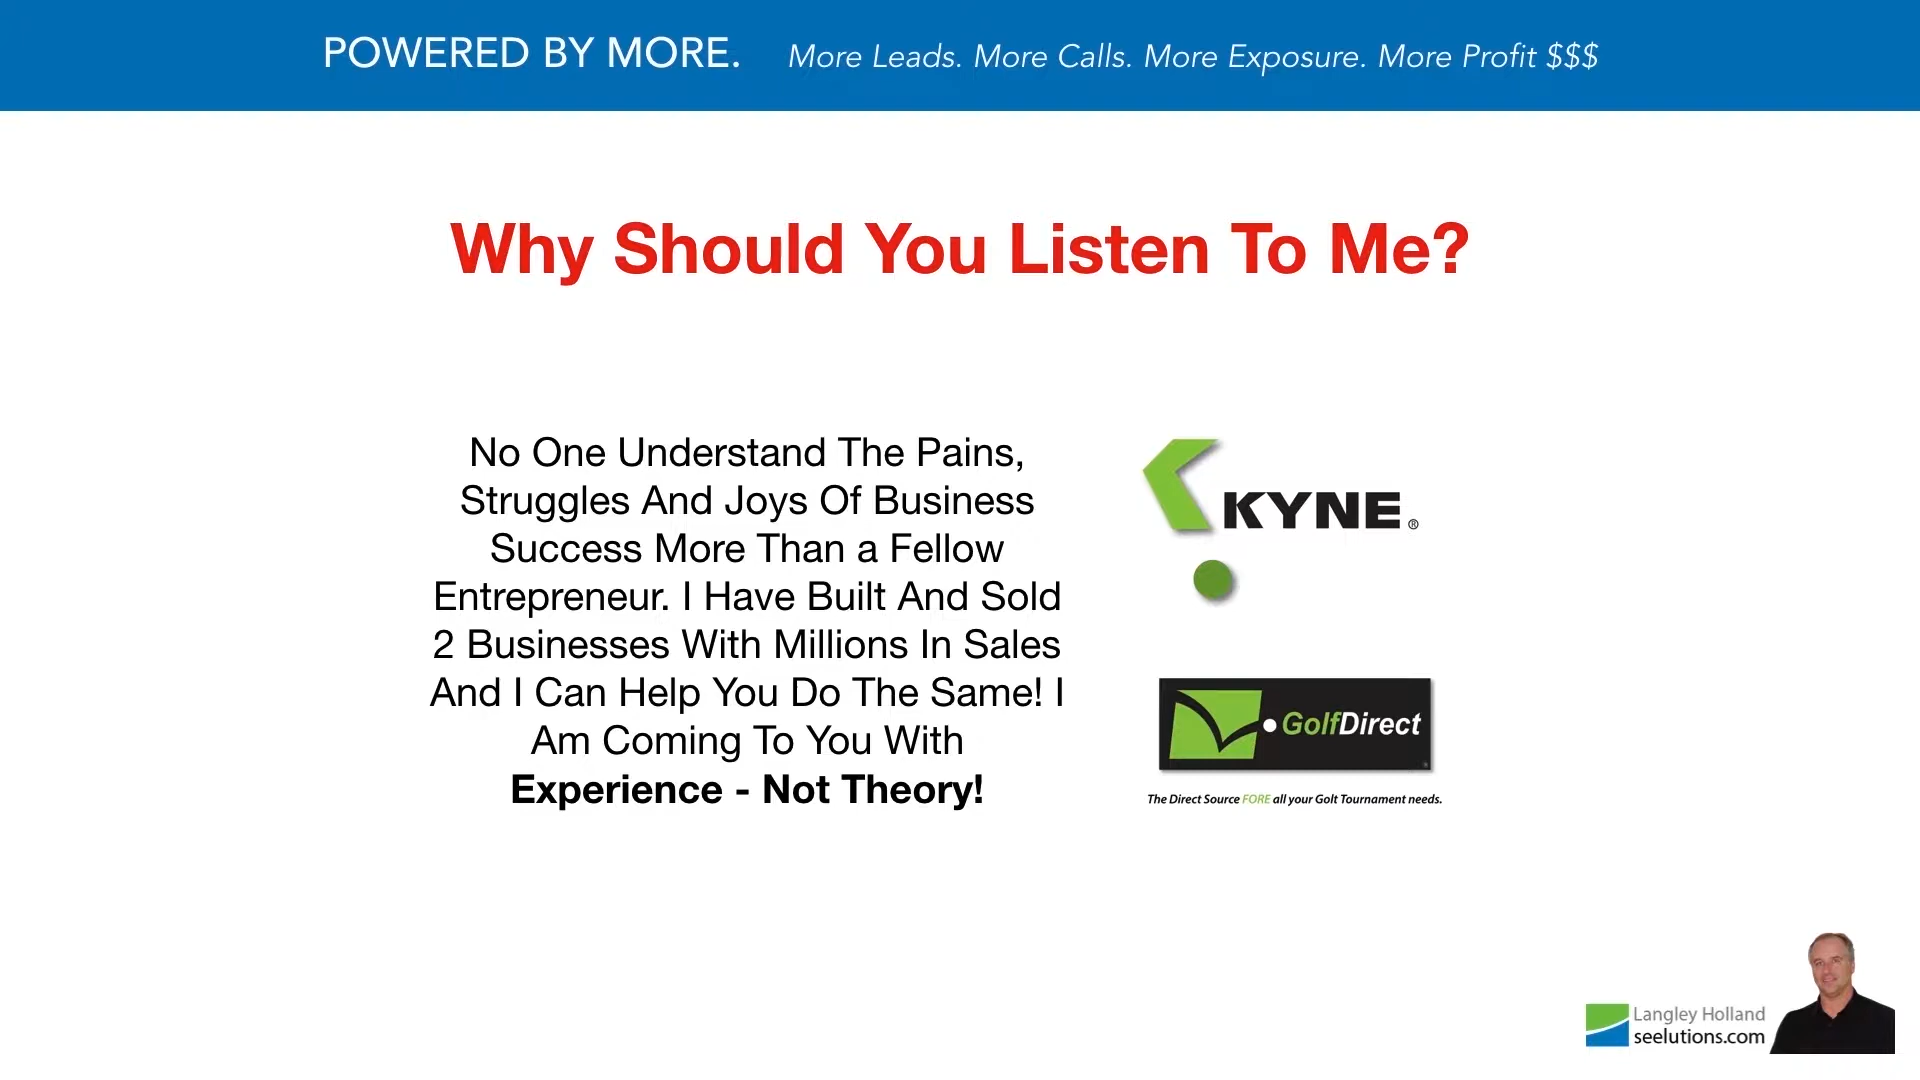 POWERED BY MORE. More Leads. More Calls. More Exposure. More Profit $$$
Why Should You Listen To Me?
No One Understand The Pains,
Struggles And Joys Of Business
Success More Than a Fellow
Entrepreneur. I Have Built And Sold
2 Businesses With Millions In Sales
And I Can Help You Do The Same! I
Am Coming To You With
Experience - Not Theory!
KYNE®
GolfDirect
The Direct Source FORE all your Golt Tournament needs.
Langley Holland
seelutions.com